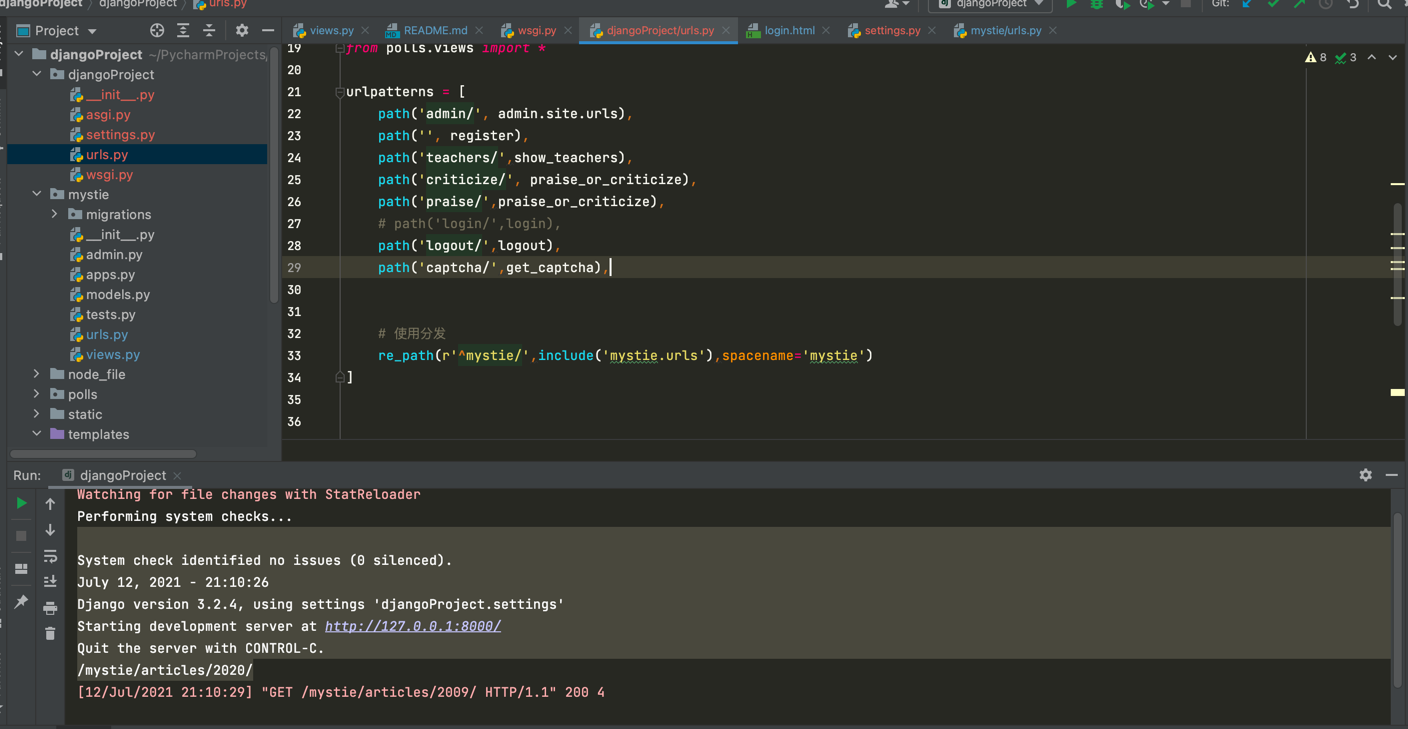 djangoProject djangoProject urls.py
djangoProject Git:
Project
views.py README.md wsgi.py djangoProject/urls.py login.html settings.py mystie/urls.py
djangoProject ~/PycharmProjects,
djangoProject
__init__.py
asgi.py
settings.py
urls.py
wsgi.py
mystie
migrations
__init__.py
admin.py
apps.py
models.py
tests.py
urls.py
views.py
node_file
polls
static
templates
8 3
19 from polls.views import *
20
21 urlpatterns = [
22 path('admin/', admin.site.urls),
23 path('', register),
24 path('teachers/',show_teachers),
25 path('criticize/', praise_or_criticize),
26 path('praise/',praise_or_criticize),
27 # path('login/',login),
28 path('logout/',logout),
29 path('captcha/',get_captcha),
30
31
32 # 使用分发
33 re_path(r'^mystie/',include('mystie.urls'),spacename='mystie')
34 ]
35
36
Run: djangoProject
Watching for file changes with StatReloader
Performing system checks...
System check identified no issues (0 silenced).
July 12, 2021 - 21:10:26
Django version 3.2.4, using settings 'djangoProject.settings'
Starting development server at http://127.0.0.1:8000/
Quit the server with CONTROL-C.
/mystie/articles/2020/
[12/Jul/2021 21:10:29] "GET /mystie/articles/2009/ HTTP/1.1" 200 4